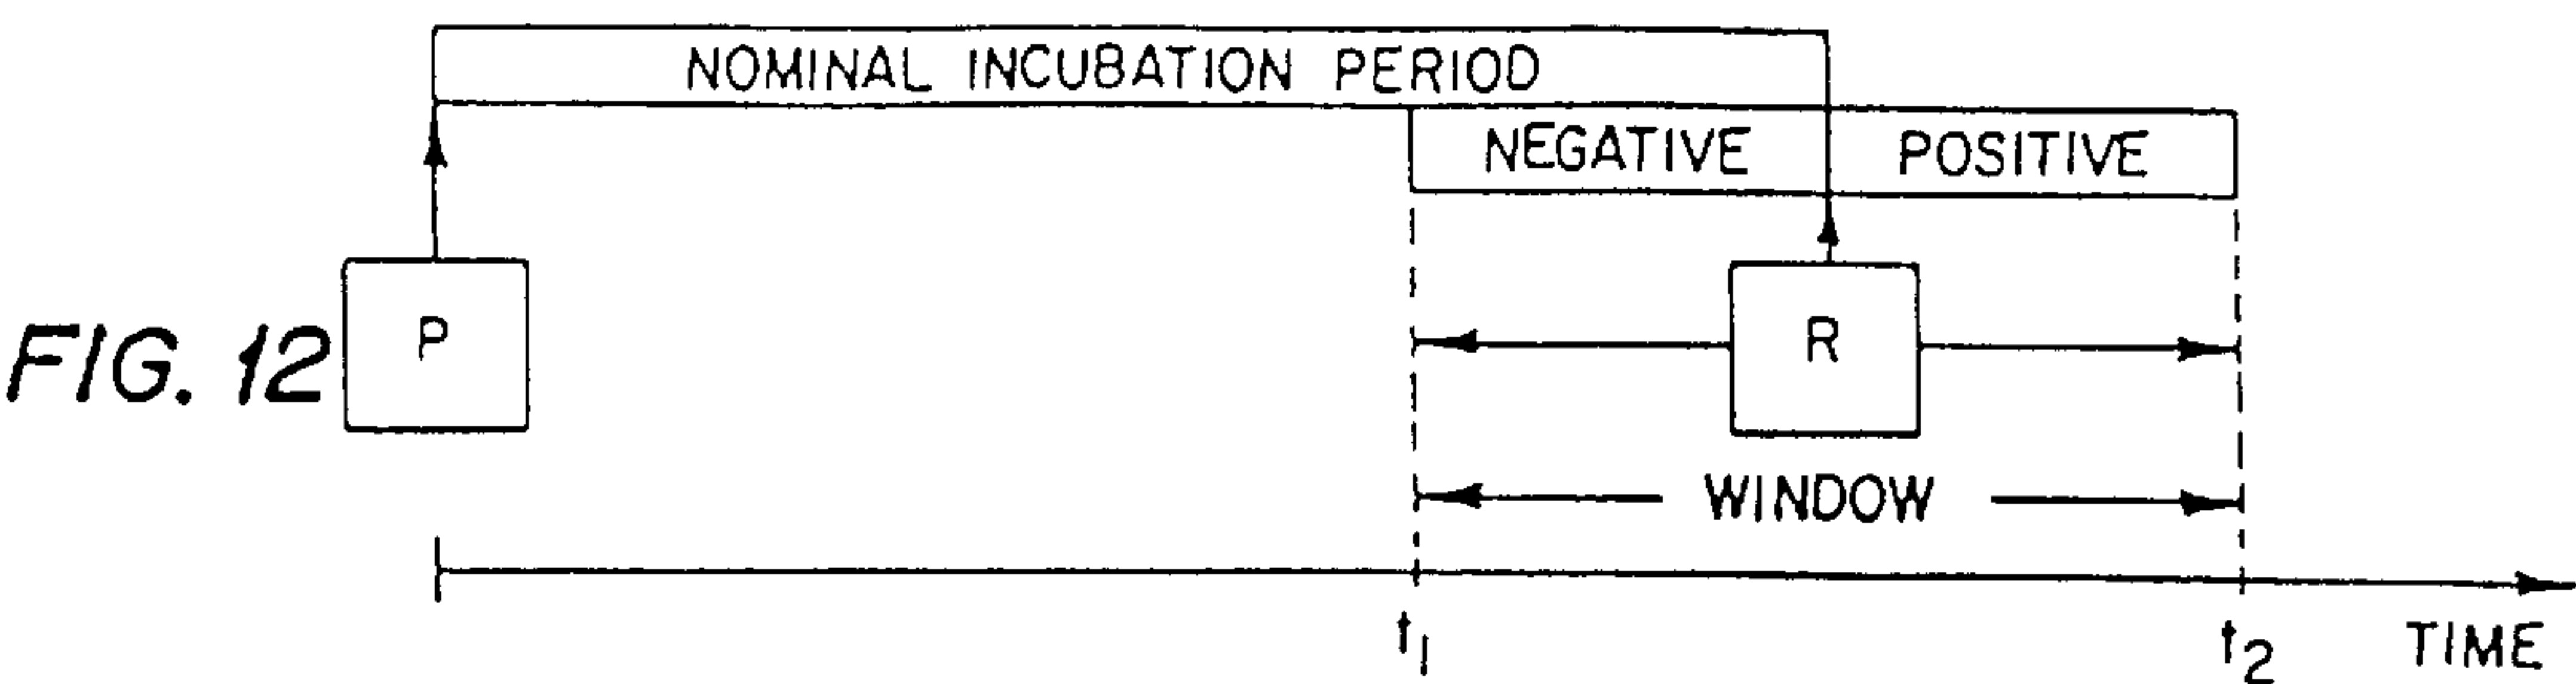 NOMINAL INCUBATION PERIOD
NEGATIVE POSITIVE
FIG. 12
P
R
WINDOW
t1 t2 TIME